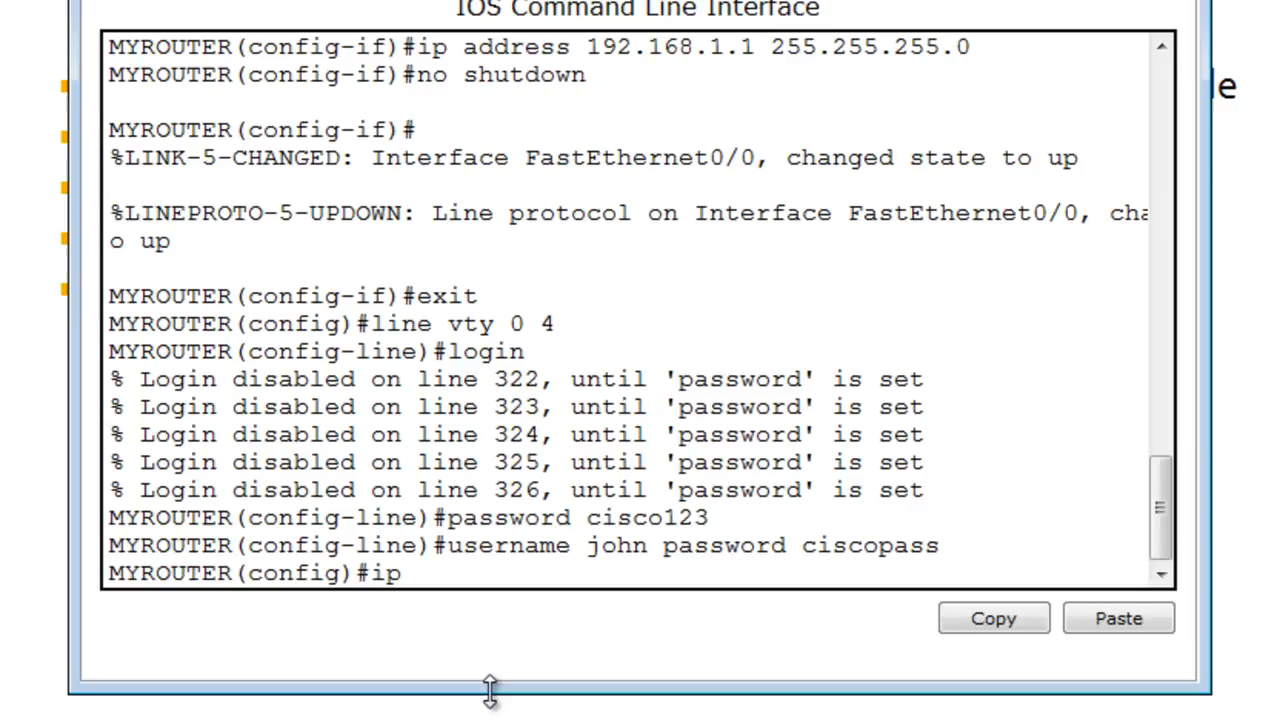 IOS Command Line Interface
MYROUTER(config-if)#ip address 192.168.1.1 255.255.255.0
MYROUTER(config-if)#no shutdown
MYROUTER(config-if)#
%LINK-5-CHANGED: Interface FastEthernet0/0, changed state to up
%LINEPROTO-5-UPDOWN: Line protocol on Interface FastEthernet0/0, cha
o up
MYROUTER(config-if)#exit
MYROUTER(config)#line vty 0 4
MYROUTER(config-line)#login
% Login disabled on line 322, until 'password' is set
% Login disabled on line 323, until 'password' is set
% Login disabled on line 324, until 'password' is set
% Login disabled on line 325, until 'password' is set
% Login disabled on line 326, until 'password' is set
MYROUTER(config-line)#password cisco123
MYROUTER(config-line)#username john password ciscopass
MYROUTER(config)#ip
Copy Paste
le